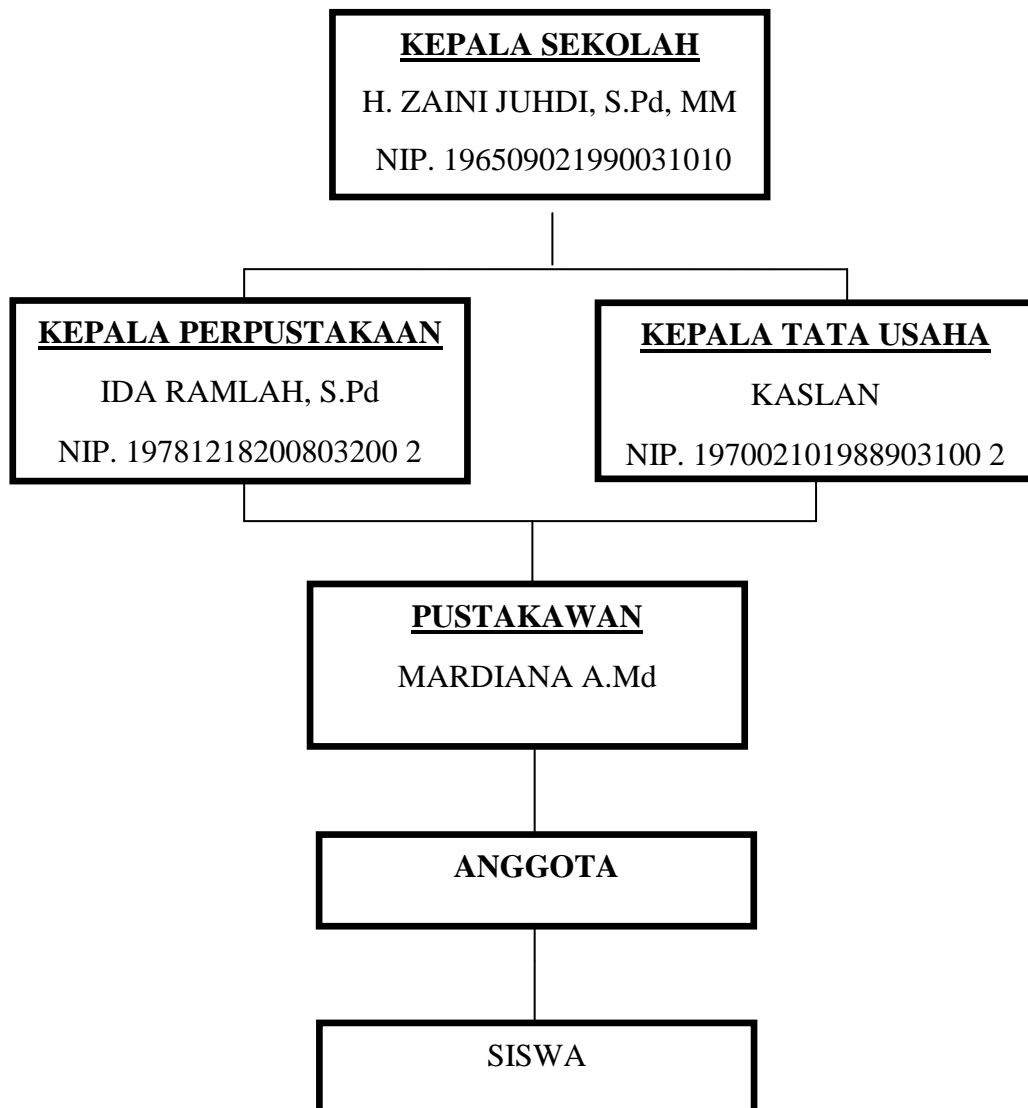 KEPALA SEKOLAH
H. ZAINI JUHDI, S.Pd, MM
NIP. 196509021990031010
KEPALA PERPUSTAKAAN
IDA RAMLAH, S.Pd
NIP. 19781218200803200 2
KEPALA TATA USAHA
KASLAN
NIP. 197002101988903100 2
PUSTAKAWAN
MARDIANA A.Md
ANGGOTA
SISWA